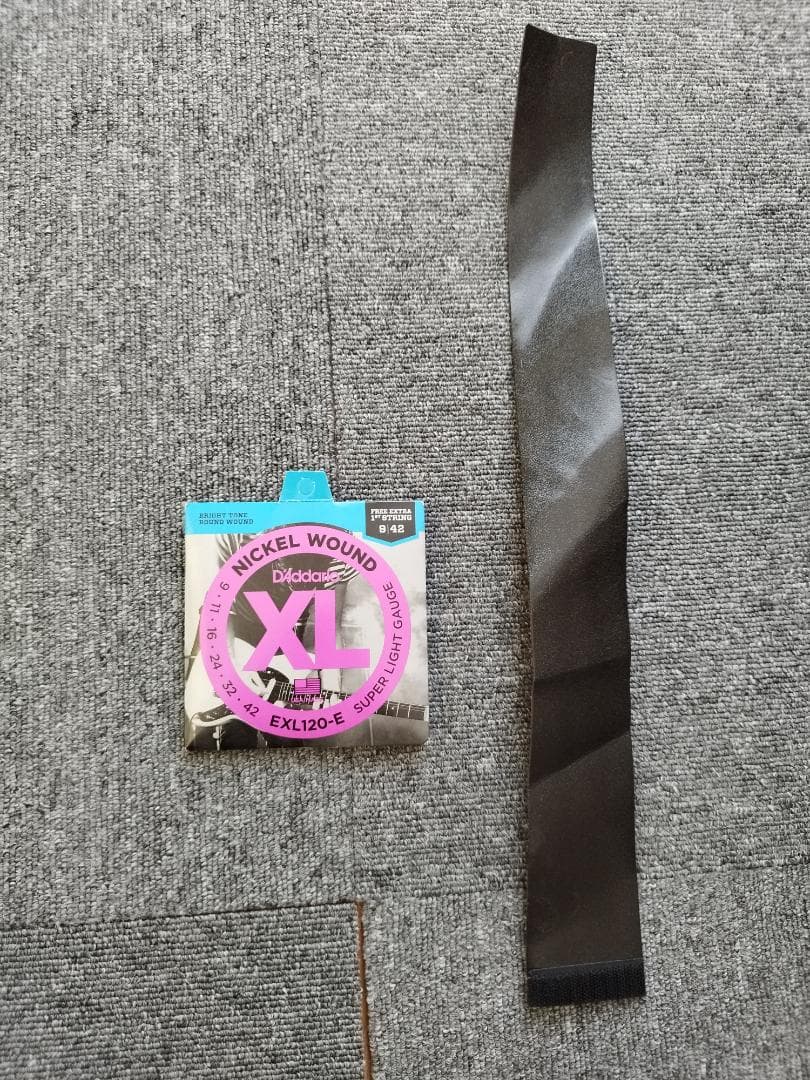 BRIGHT TONE
ROUND WOUND
FREE EXTRA
1ST STRING
9|42
NICKEL WOUND
D'Addario
XL
9 · 11 · 16 · 24 · 32 · 42
EXL120-E
SUPER LIGHT GAUGE